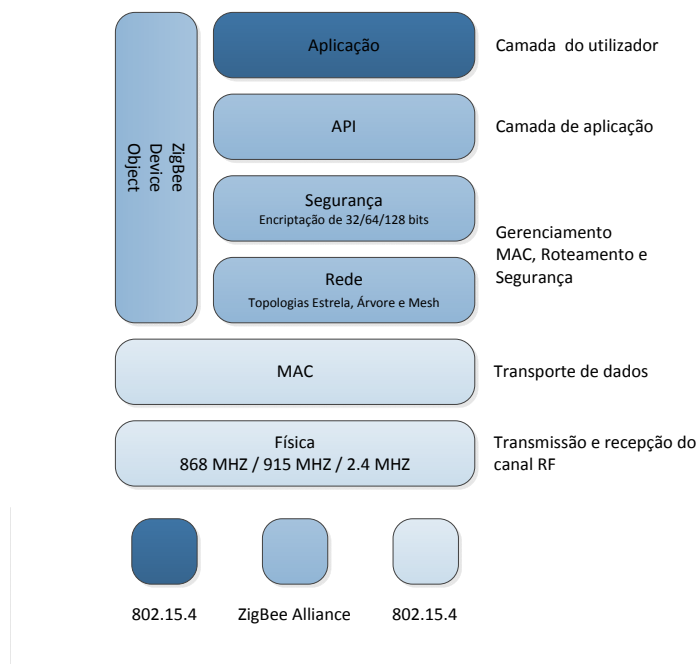 Aplicação
Camada do utilizador
API
Camada de aplicação
ZigBee
Device
Object
Segurança
Encriptação de 32/64/128 bits
Gerenciamento
MAC, Roteamento e
Segurança
Rede
Topologias Estrela, Árvore e Mesh
MAC
Transporte de dados
Física
868 MHZ / 915 MHZ / 2.4 MHZ
Transmissão e recepção do
canal RF
802.15.4
ZigBee Alliance
802.15.4